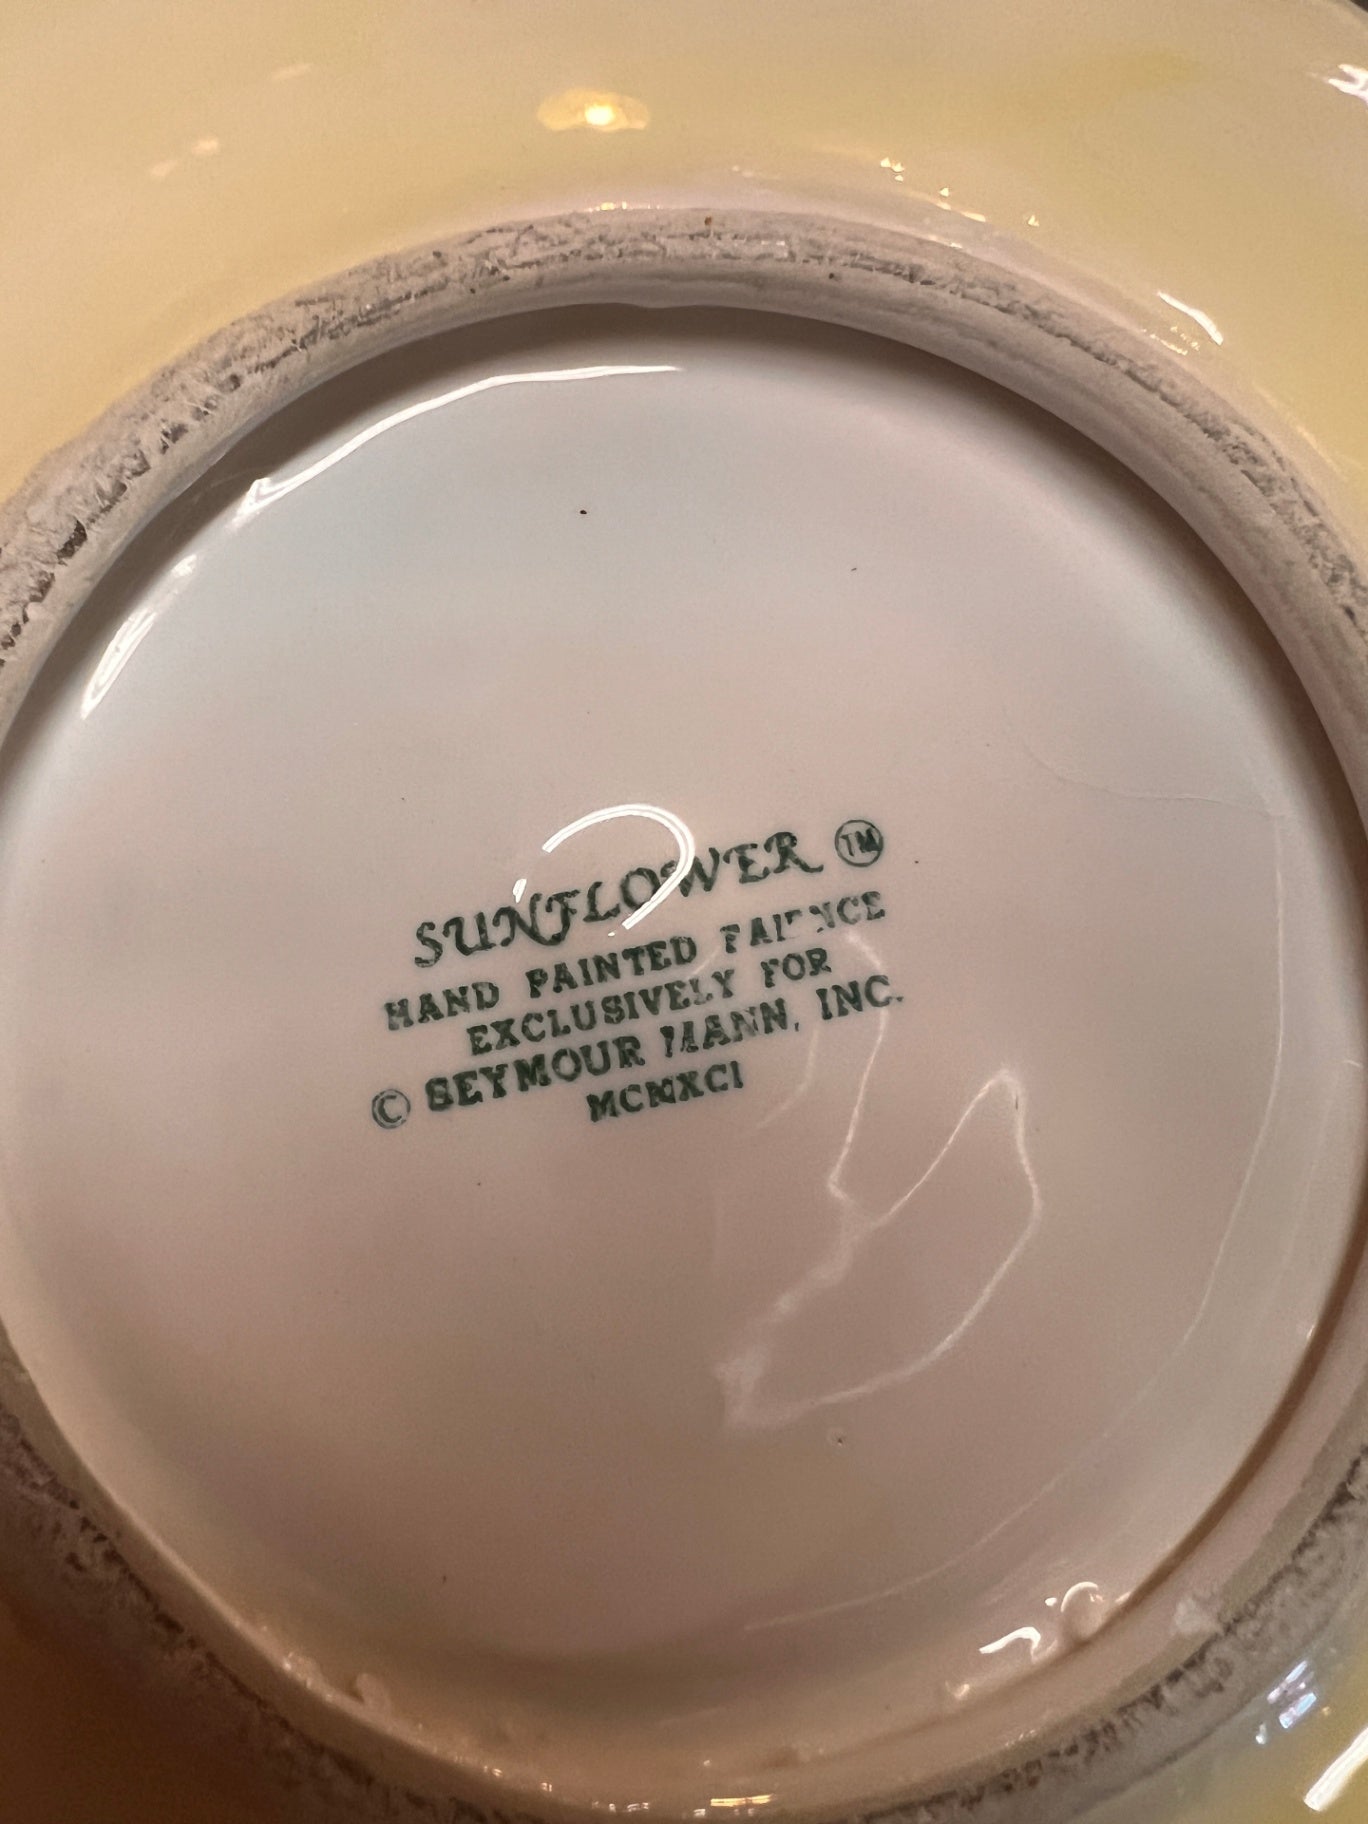 SUNFLOWER ™
HAND PAINTED FAIENCE
EXCLUSIVELY FOR
© SEYMOUR MANN, INC.
MCMXCI